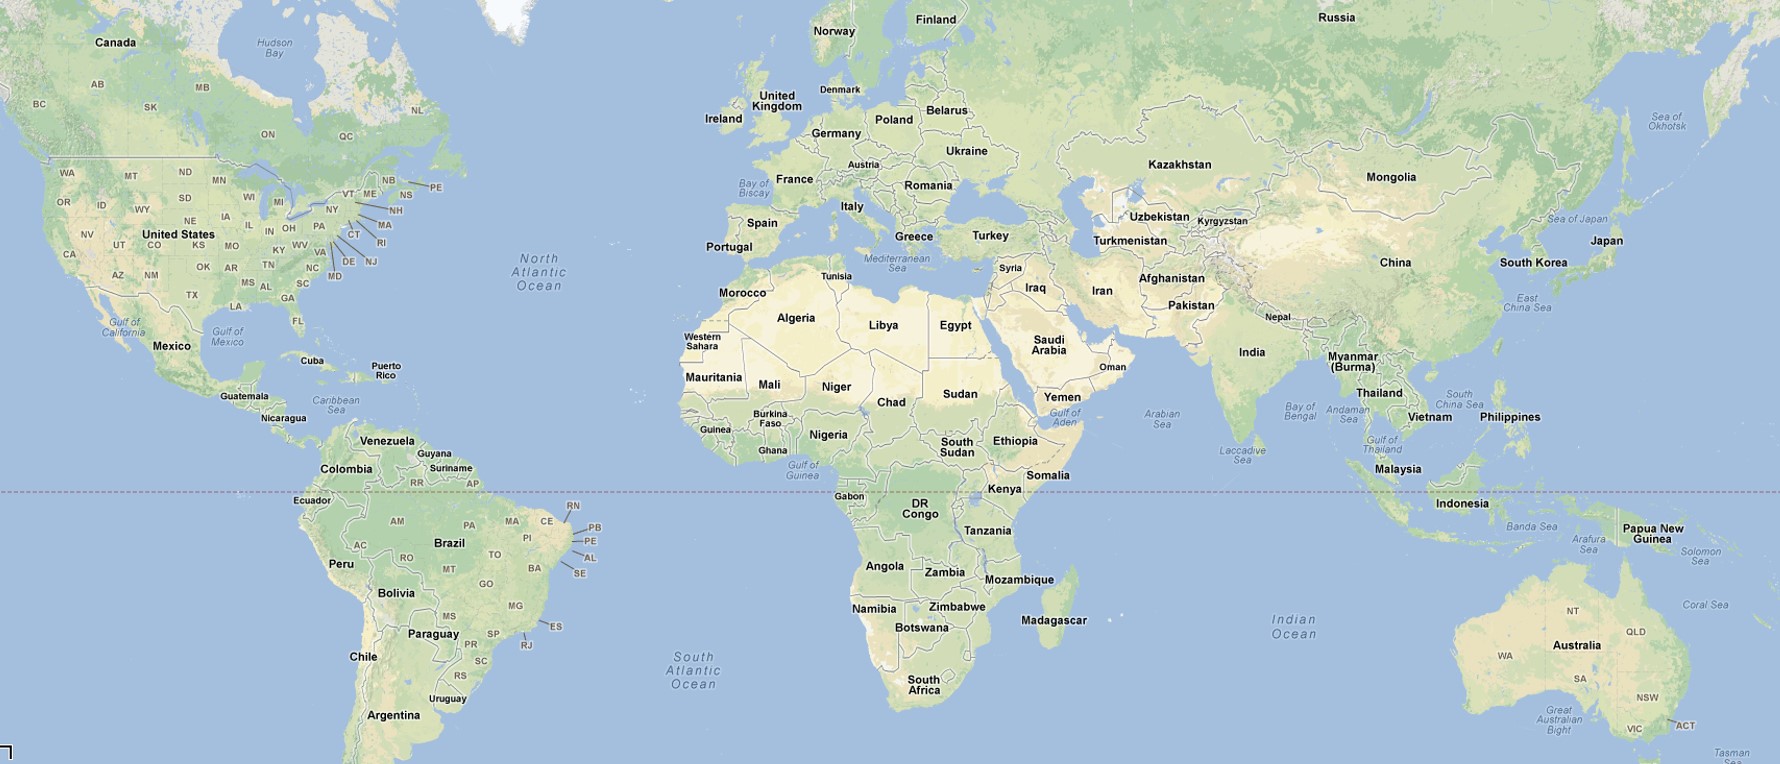 Canada
Hudson
Bay
AB
MB
BC
SK
NL
ON
QC
WA
MT
ND
MN
NB
PE
NS
OR
ID
WY
SD
WI
MI
VT
ME
NH
NY
MA
NE
IA
IL
IN
OH
PA
CT
RI
NV
UT
CO
United States
KS
MO
KY
WV
VA
DE
NJ
MD
CA
AZ
NM
OK
AR
TN
NC
MS
AL
SC
TX
LA
GA
FL
Gulf of
California
Gulf of
Mexico
Mexico
Cuba
Puerto
Rico
Guatemala
Caribbean
Sea
Nicaragua
North
Atlantic
Ocean
Venezuela
Guyana
Colombia
Suriname
RR
AP
Ecuador
RN
AM
PA
MA
CE
PB
PI
PE
AC
Brazil
RO
TO
AL
Peru
MT
BA
SE
Bolivia
GO
MG
MS
ES
Paraguay
SP
RJ
PR
Chile
SC
RS
Uruguay
Argentina
South
Atlantic
Ocean
Finland
Norway
Russia
Denmark
United
Kingdom
Ireland
Belarus
Poland
Germany
Ukraine
Austria
France
Bay of
Biscay
Romania
Italy
Spain
Portugal
Greece
Turkey
Mediterranean
Sea
Kazakhstan
Mongolia
Sea of
Okhotsk
Uzbekistan
Kyrgyzstan
Turkmenistan
Sea of Japan
Japan
China
South Korea
East
China Sea
Tunisia
Syria
Morocco
Iraq
Iran
Afghanistan
Pakistan
Nepal
Algeria
Libya
Egypt
Western
Sahara
Saudi
Arabia
India
Oman
Myanmar
(Burma)
Mauritania
Mali
Niger
Chad
Sudan
Yemen
Gulf of
Aden
Arabian
Sea
Bay of
Bengal
Andaman
Sea
Thailand
South
China Sea
Vietnam
Philippines
Guinea
Burkina
Faso
Nigeria
Ghana
South
Sudan
Ethiopia
Laccadive
Sea
Gulf of
Thailand
Gulf of
Guinea
Somalia
Malaysia
Gabon
Kenya
DR
Congo
Indonesia
Tanzania
Banda Sea
Papua New
Guinea
Arafura
Sea
Solomon
Sea
Angola
Zambia
Mozambique
Namibia
Zimbabwe
Botswana
Madagascar
Indian
Ocean
Coral Sea
NT
QLD
Australia
WA
SA
NSW
South
Africa
Great
Australian
Bight
VIC
ACT
Tasman
Sea